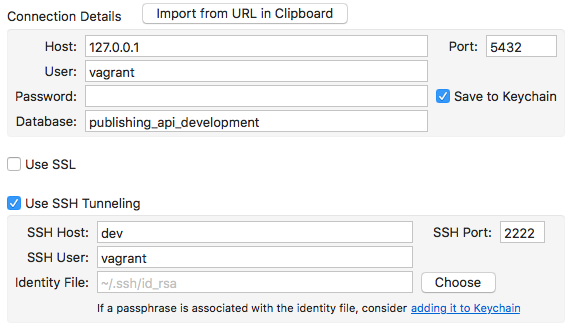 Connection Details Import from URL in Clipboard
Host: 127.0.0.1 Port: 5432
User: vagrant
Password: Save to Keychain
Database: publishing_api_development
Use SSL
Use SSH Tunneling
SSH Host: dev SSH Port: 2222
SSH User: vagrant
Identity File: ~/.ssh/id_rsa Choose
If a passphrase is associated with the identity file, consider adding it to Keychain